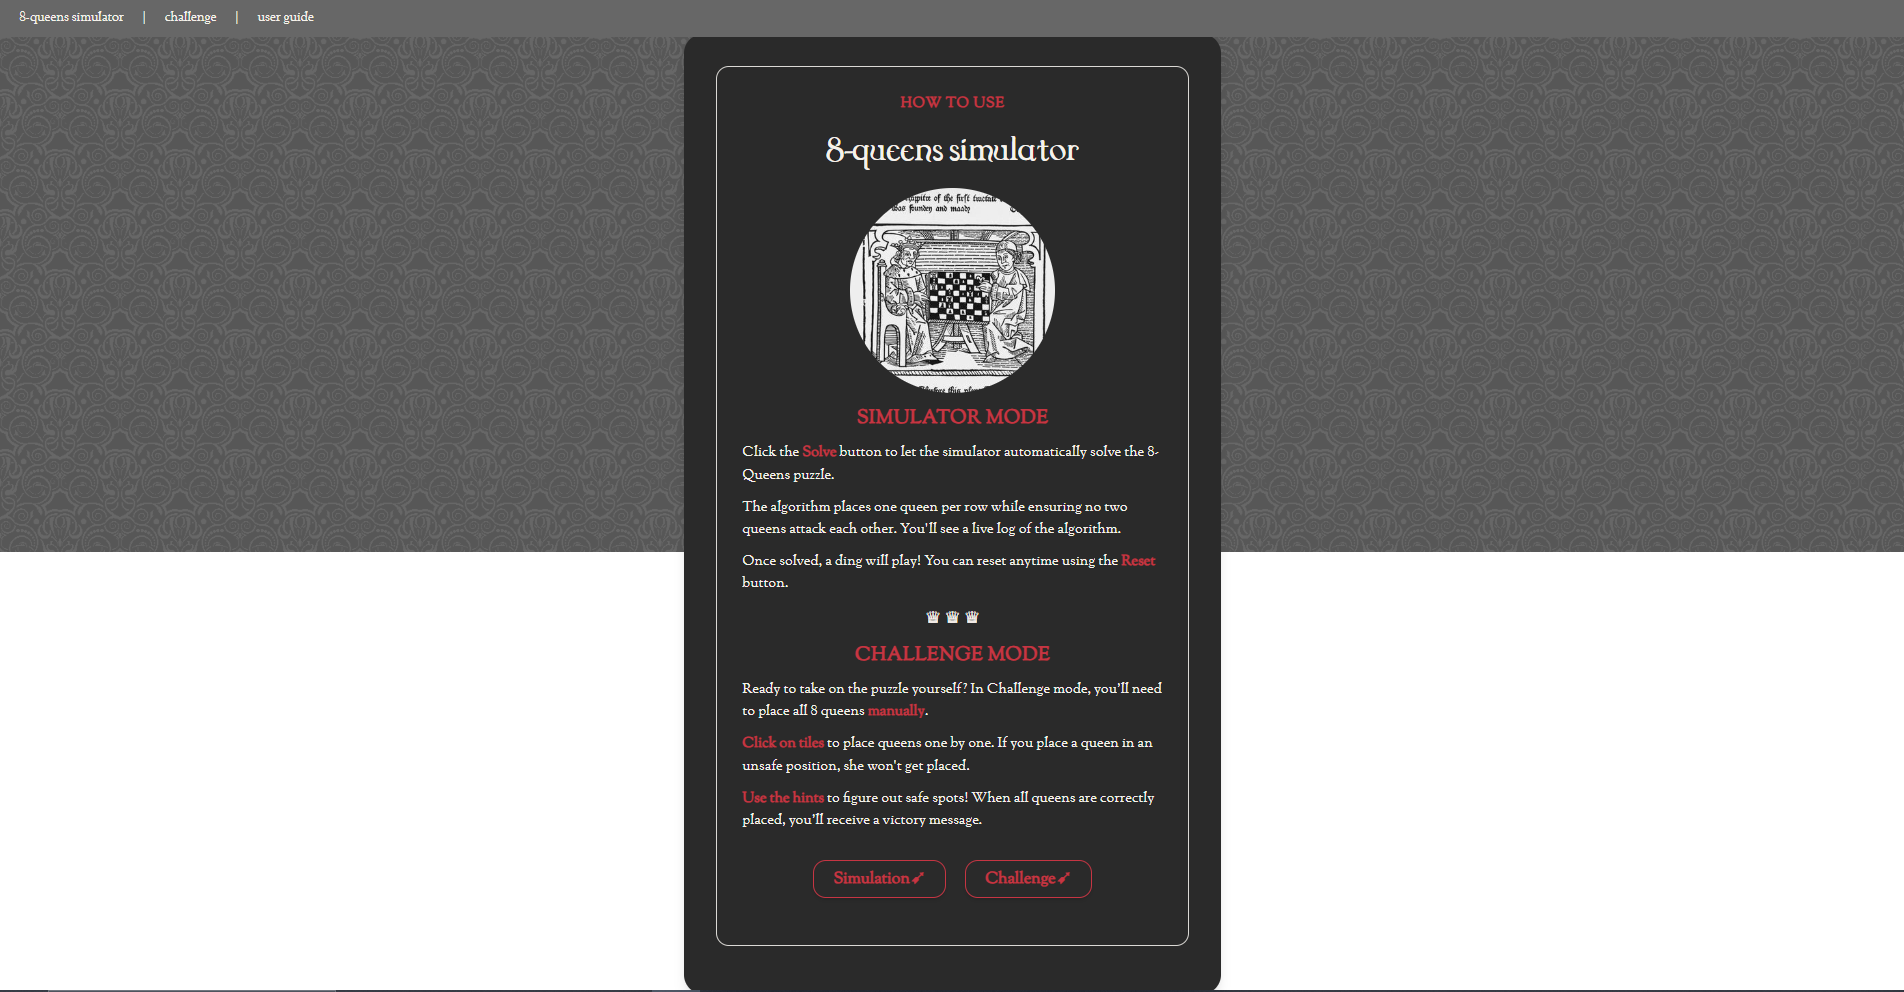 8-queens simulator | challenge | user guide
HOW TO USE
8-queens simulator
of the first
was founden and maad
SIMULATOR MODE
Click the Solve button to let the simulator automatically solve the 8-
Queens puzzle.
The algorithm places one queen per row while ensuring no two
queens attack each other. You'll see a live log of the algorithm.
Once solved, a ding will play! You can reset anytime using the Reset
button.
♛ ♛ ♛
CHALLENGE MODE
Ready to take on the puzzle yourself? In Challenge mode, you'll need
to place all 8 queens manually.
Click on tiles to place queens one by one. If you place a queen in an
unsafe position, she won't get placed.
Use the hints to figure out safe spots! When all queens are correctly
placed, you'll receive a victory message.
Simulation➶ Challenge➶